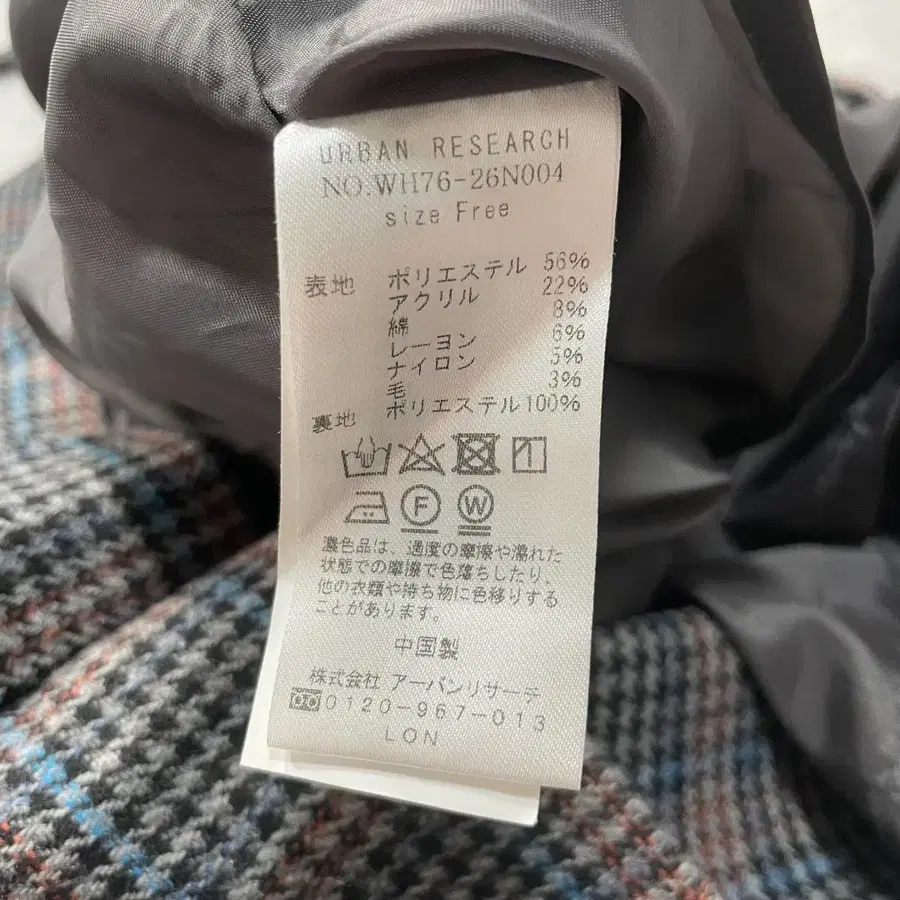 URBAN RESEARCH
NO.WH76-26N004
size Free
表地 ポリエステル 56%
アクリル 22%
綿 8%
レーヨン 6%
ナイロン 5%
毛 3%
裏地 ポリエステル 100%
F W
濃色品は、過度の摩擦や濡れた
状態での摩擦で色落ちしたり、
他の衣類や持ち物に色移りする
ことがあります。
中国製
株式会社 アーバンリサーチ
0120-967-013
LON